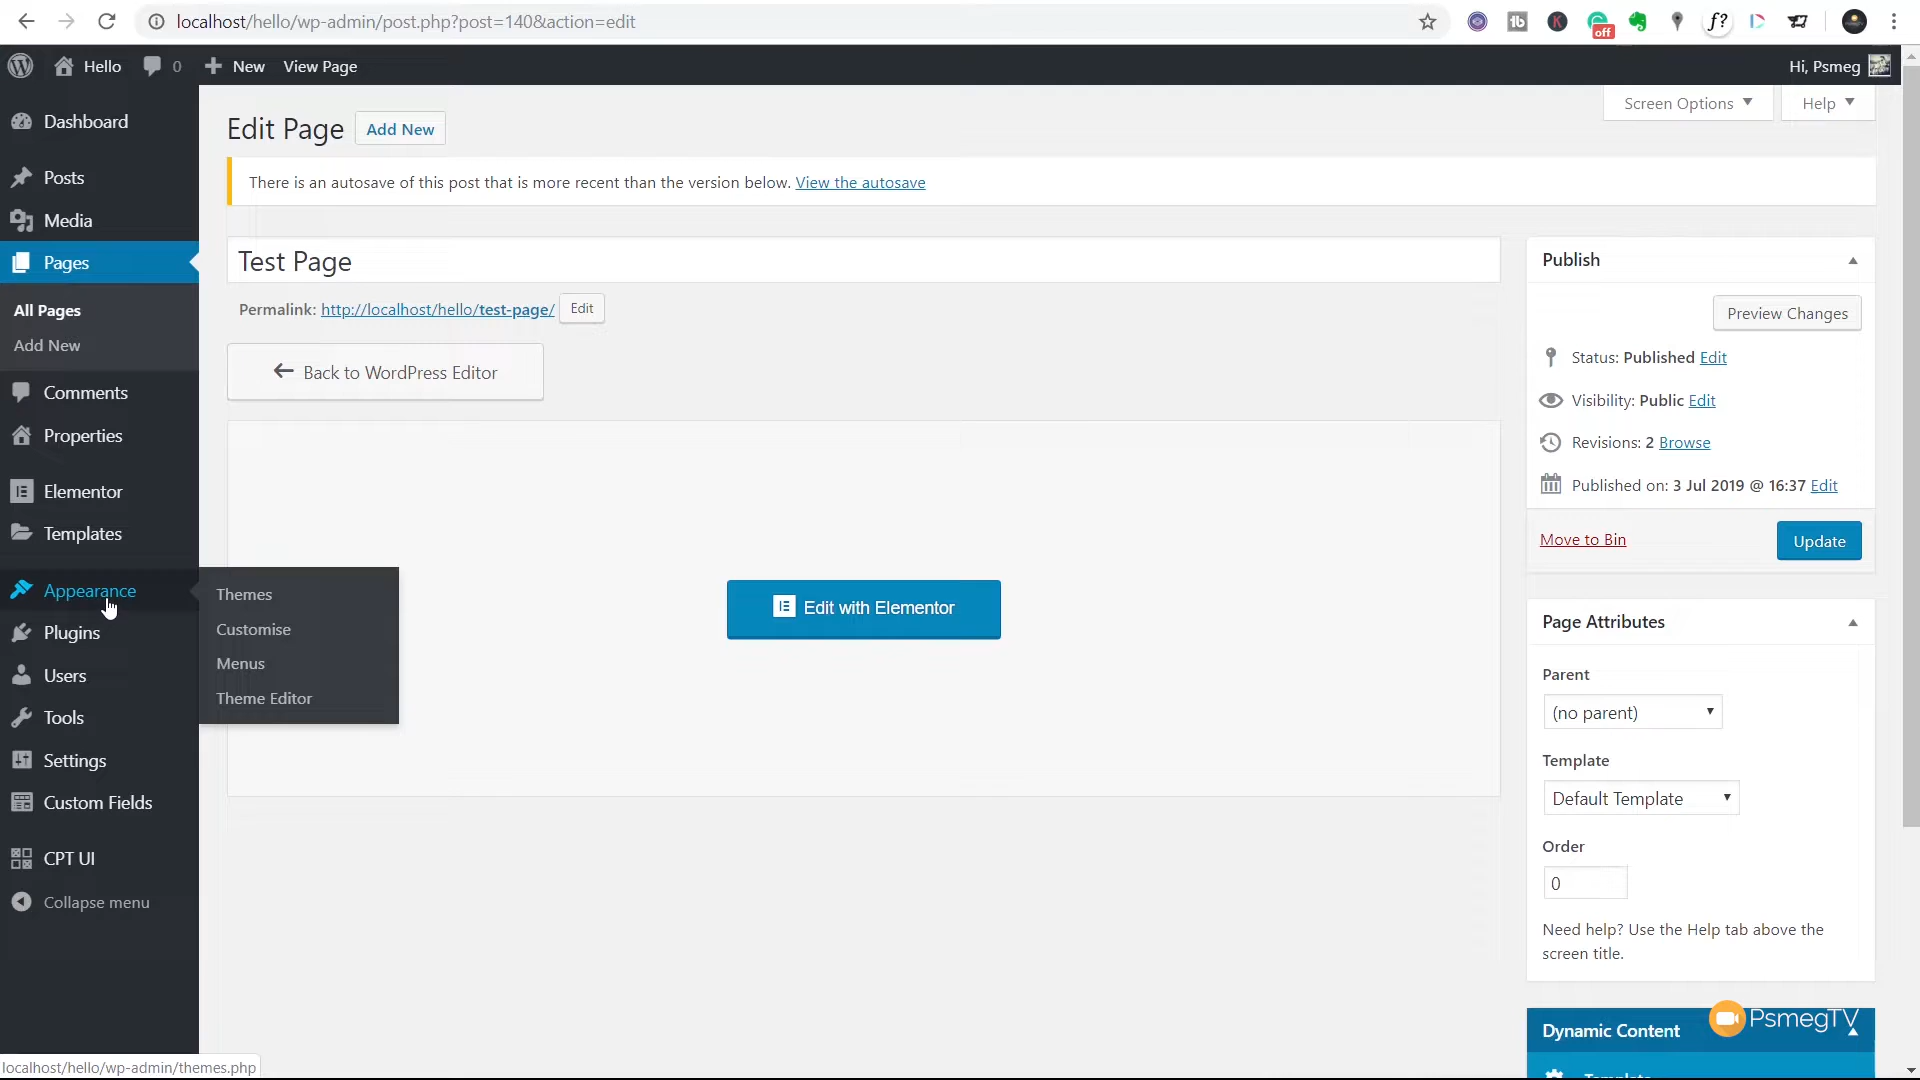 localhost/hello/wp-admin/post.php?post=140&action=edit
tb
K
off
f?
Hello
0
New
View Page
Hi, Psmeg
Dashboard
Posts
Media
Pages
All Pages
Add New
Comments
Properties
Elementor
Templates
Appearance
Plugins
Users
Tools
Settings
Custom Fields
CPT UI
Collapse menu
Themes
Customise
Menus
Theme Editor
Screen Options
Help
Edit Page
Add New
There is an autosave of this post that is more recent than the version below. View the autosave
Test Page
Permalink: http://localhost/hello/test-page/ Edit
Back to WordPress Editor
Edit with Elementor
Publish
Preview Changes
Status: Published Edit
Visibility: Public Edit
Revisions: 2 Browse
Published on: 3 Jul 2019 @ 16:37 Edit
Move to Bin
Update
Page Attributes
Parent
(no parent)
Template
Default Template
Order
0
Need help? Use the Help tab above the
screen title.
Dynamic Content
PsmegTV
localhost/hello/wp-admin/themes.php